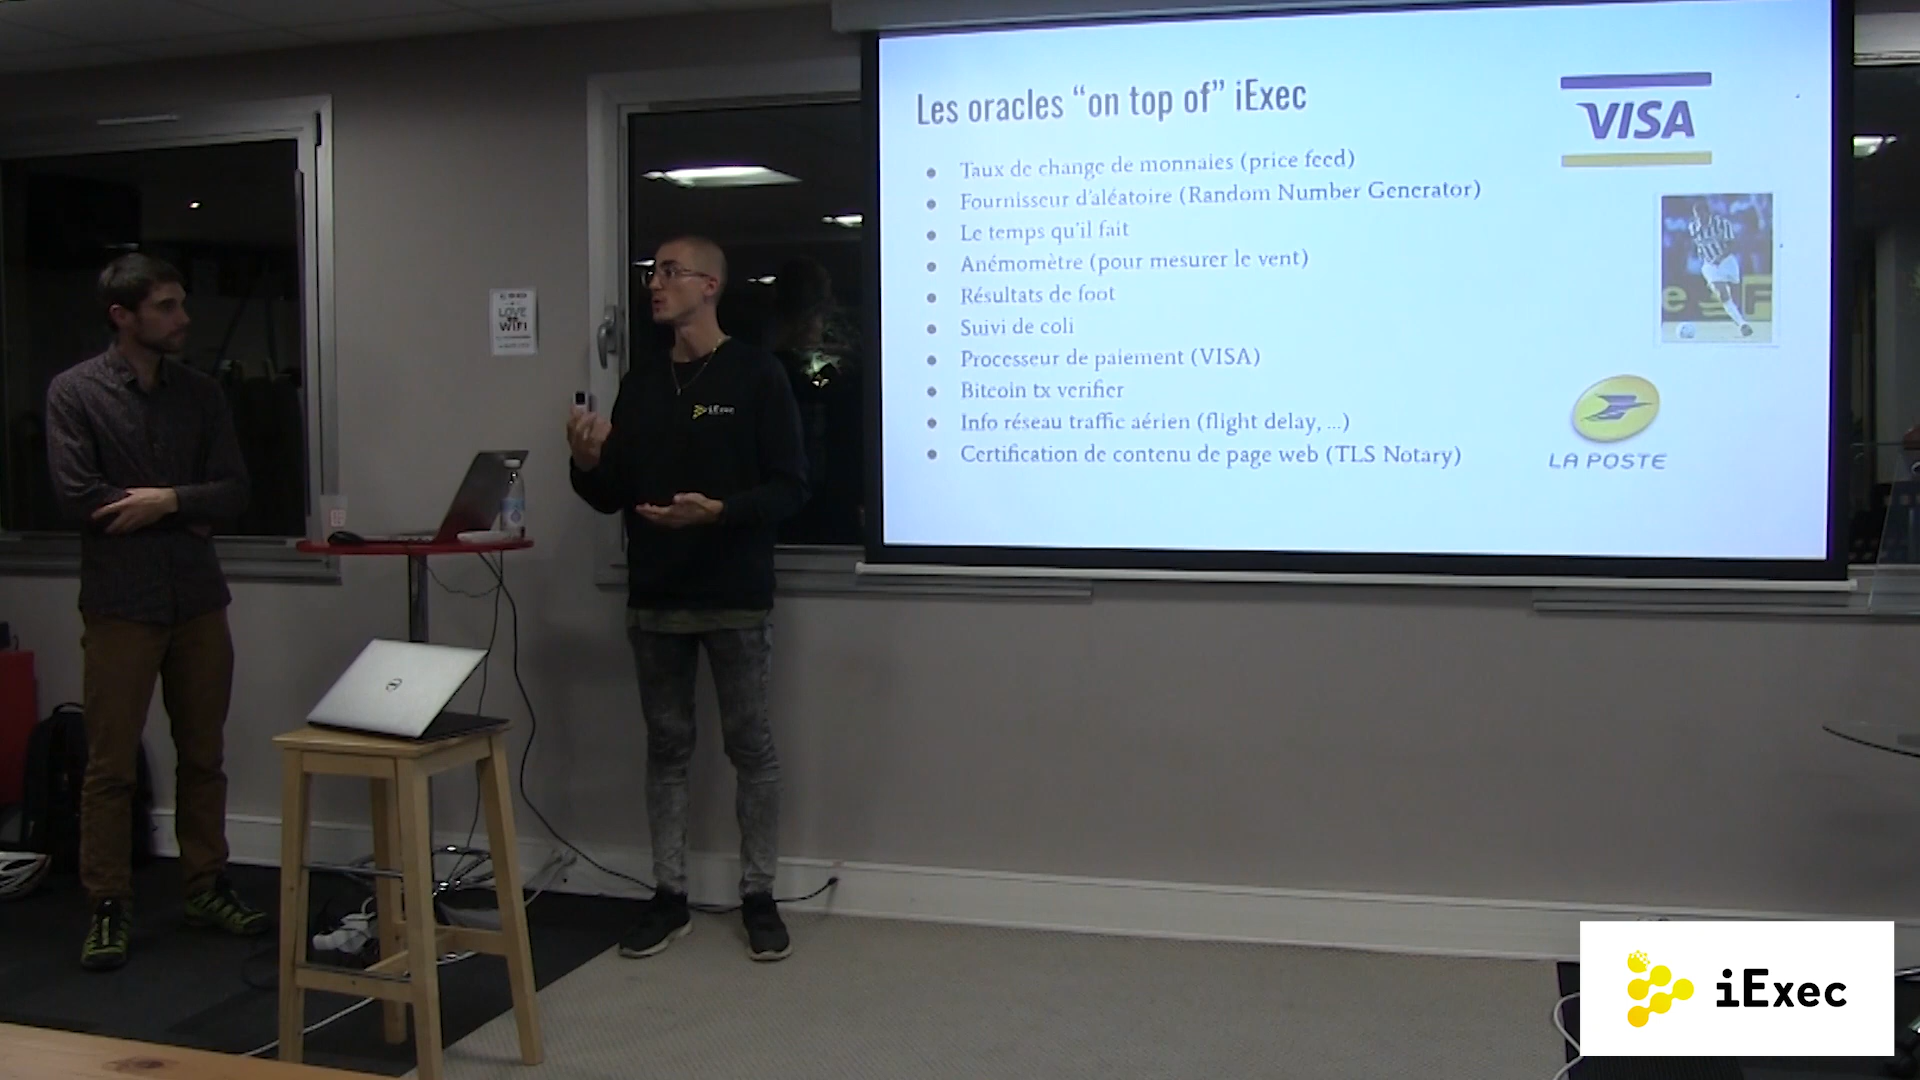 Les oracles “on top of” iExec
Taux de change de monnaies (price feed)
Fournisseur d'aléatoire (Random Number Generator)
Le temps qu'il fait
Anémomètre (pour mesurer le vent)
Résultats de foot
Suivi de coli
Processeur de paiement (VISA)
Bitcoin tx verifier
Info réseau traffic aérien (flight delay, ...)
Certification de contenu de page web (TLS Notary)
VISA
LA POSTE
LOVE
WIFI
iExec
iExec